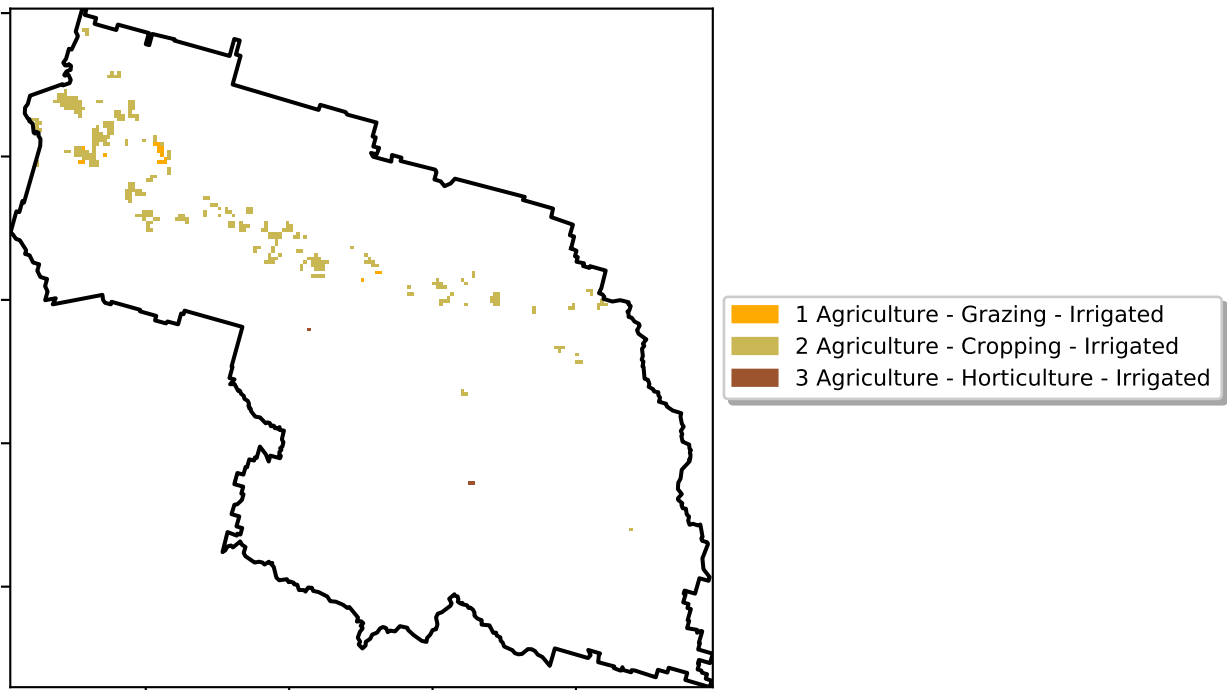 1 Agriculture - Grazing - Irrigated
2 Agriculture - Cropping - Irrigated
3 Agriculture - Horticulture - Irrigated